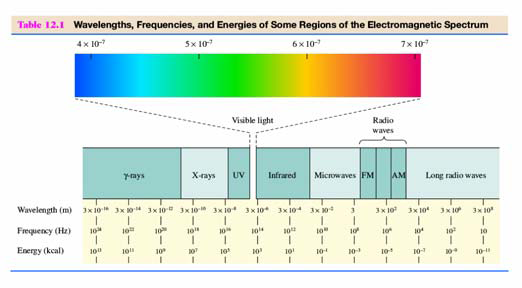 Table 12.1 Wavelengths, Frequencies, and Energies of Some Regions of the Electromagnetic Spectrum
4 × 10⁻⁷ 5 × 10⁻⁷ 6 × 10⁻⁷ 7 × 10⁻⁷
Visible light
Radio
waves
γ-rays X-rays UV Infrared Microwaves FM AM Long radio waves
Wavelength (m) 3 × 10⁻¹⁶ 3 × 10⁻¹⁴ 3 × 10⁻¹² 3 × 10⁻¹⁰ 3 × 10⁻⁸ 3 × 10⁻⁶ 3 × 10⁻⁴ 3 × 10⁻² 3 3 × 10² 3 × 10⁴ 3 × 10⁶ 3 × 10⁸
Frequency (Hz) 10²⁴ 10²² 10²⁰ 10¹⁸ 10¹⁶ 10¹⁴ 10¹² 10¹⁰ 10⁸ 10⁶ 10⁴ 10² 10
Energy (kcal) 10¹³ 10¹¹ 10⁹ 10⁷ 10⁵ 10³ 10¹ 10⁻¹ 10⁻³ 10⁻⁵ 10⁻⁷ 10⁻⁹ 10⁻¹¹